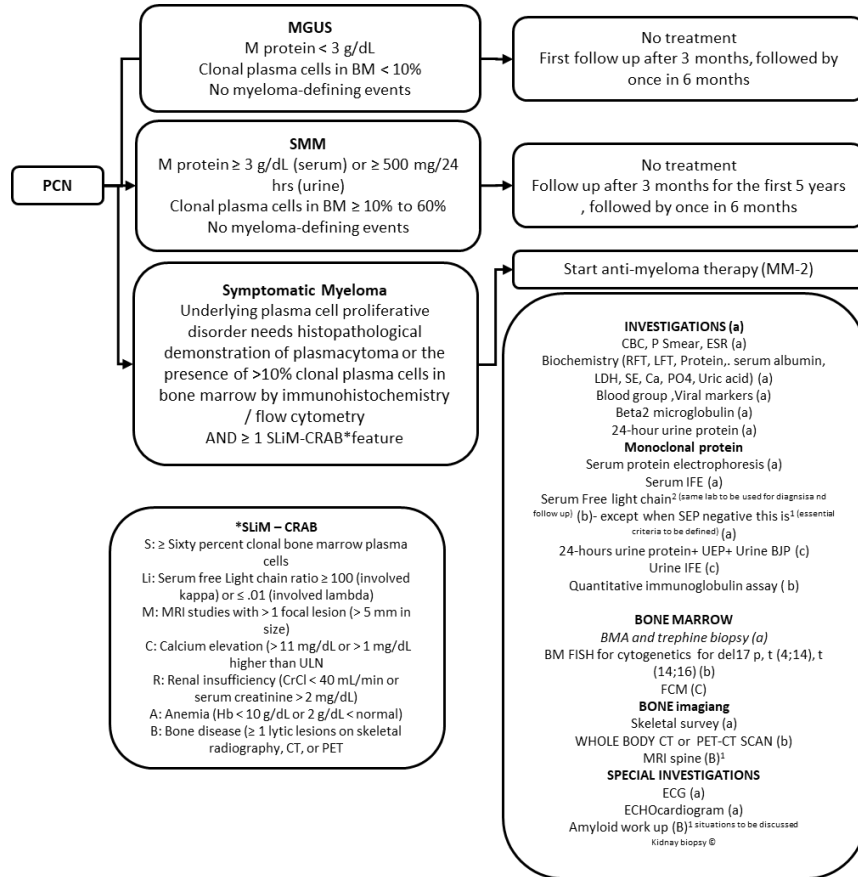 MGUS
M protein < 3 g/dL
Clonal plasma cells in BM < 10%
No myeloma-defining events
No treatment
First follow up after 3 months, followed by
once in 6 months
PCN
SMM
M protein ≥ 3 g/dL (serum) or ≥ 500 mg/24
hrs (urine)
Clonal plasma cells in BM ≥ 10% to 60%
No myeloma-defining events
No treatment
Follow up after 3 months for the first 5 years
, followed by once in 6 months
Symptomatic Myeloma
Underlying plasma cell proliferative
disorder needs histopathological
demonstration of plasmacytoma or the
presence of >10% clonal plasma cells in
bone marrow by immunohistochemistry
/ flow cytometry
AND ≥ 1 SLiM-CRAB*feature
Start anti-myeloma therapy (MM-2)
INVESTIGATIONS (a)
CBC, P Smear, ESR (a)
Biochemistry (RFT, LFT, Protein,. serum albumin,
LDH, SE, Ca, PO4, Uric acid) (a)
Blood group ,Viral markers (a)
Beta2 microglobulin (a)
24-hour urine protein (a)
Monoclonal protein
Serum protein electrophoresis (a)
Serum IFE (a)
Serum Free light chain2 (same lab to be used for diagnsisa nd
follow up) (b)- except when SEP negative this is1 (essential
criteria to be defined) (a)
24-hours urine protein+ UEP+ Urine BJP (c)
Urine IFE (c)
Quantitative immunoglobulin assay ( b)
BONE MARROW
BMA and trephine biopsy (a)
BM FISH for cytogenetics for del17 p, t (4;14), t
(14;16) (b)
FCM (C)
BONE imagiang
Skeletal survey (a)
WHOLE BODY CT or PET-CT SCAN (b)
MRI spine (B)1
SPECIAL INVESTIGATIONS
ECG (a)
ECHOcardiogram (a)
Amyloid work up (B)1 situations to be discussed
Kidney biopsy ©
*SLiM – CRAB
S: ≥ Sixty percent clonal bone marrow plasma
cells
Li: Serum free Light chain ratio ≥ 100 (involved
kappa) or ≤ .01 (involved lambda)
M: MRI studies with > 1 focal lesion (> 5 mm in
size)
C: Calcium elevation (> 11 mg/dL or > 1 mg/dL
higher than ULN
R: Renal insufficiency (CrCl < 40 mL/min or
serum creatinine > 2 mg/dL)
A: Anemia (Hb < 10 g/dL or 2 g/dL < normal)
B: Bone disease (≥ 1 lytic lesions on skeletal
radiography, CT, or PET